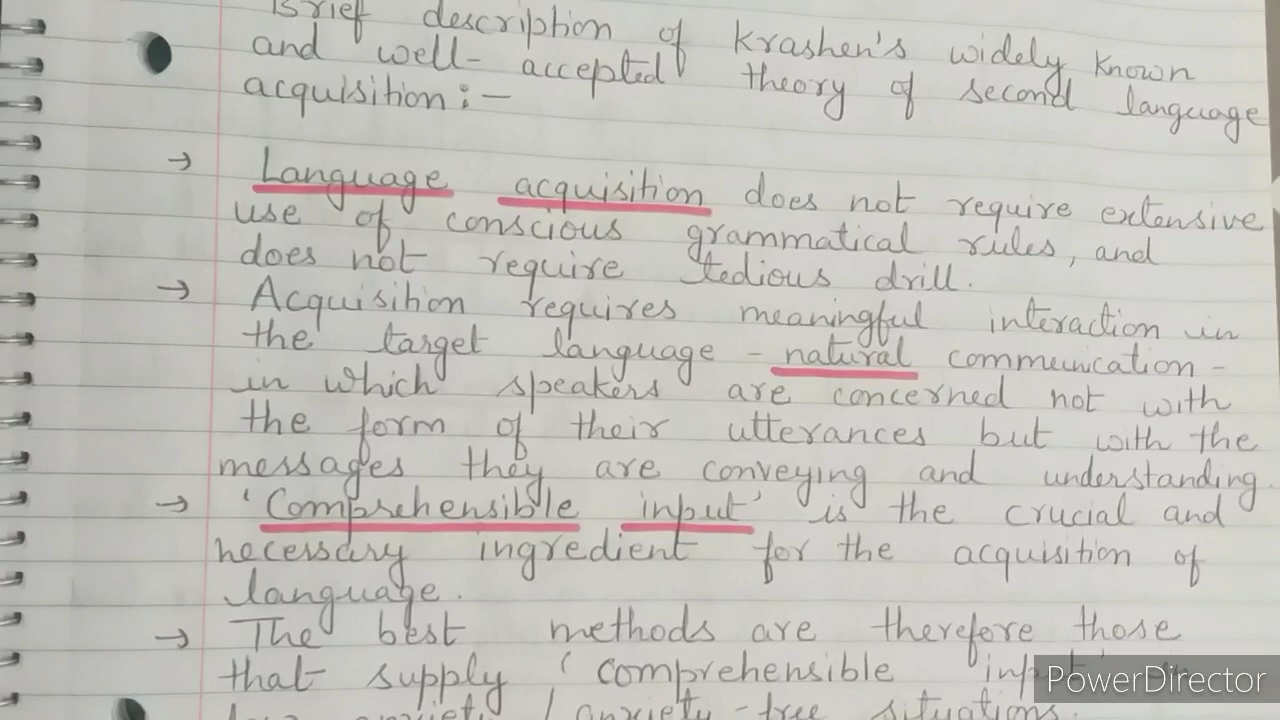 Brief description of Krashen's widely known
and well-accepted theory of second language
acquisition :-
→ Language acquisition does not require extensive
use of conscious grammatical rules, and
does not require tedious drill.
→ Acquisition requires meaningful interaction in
the target language - natural communication -
in which speakers are concerned not with
the form of their utterances but with the
messages they are conveying and understanding.
→ 'Comprehensible input' is the crucial and
necessary ingredient for the acquisition of
language.
→ The best methods are therefore those
that supply 'comprehensible
PowerDirector
anxiety-free situations.